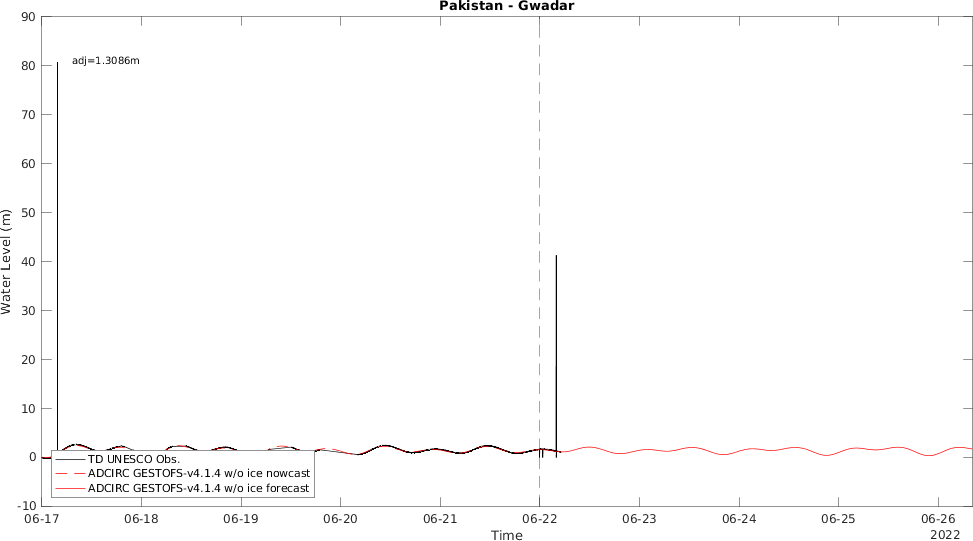 Pakistan - Gwadar
90
80
70
60
50
40
30
20
10
0
-10
Water Level (m)
adj=1.3086m
TD UNESCO Obs.
ADCIRC GESTOFS-v4.1.4 w/o ice nowcast
ADCIRC GESTOFS-v4.1.4 w/o ice forecast
06-17 06-18 06-19 06-20 06-21 06-22 06-23 06-24 06-25 06-26
Time 2022